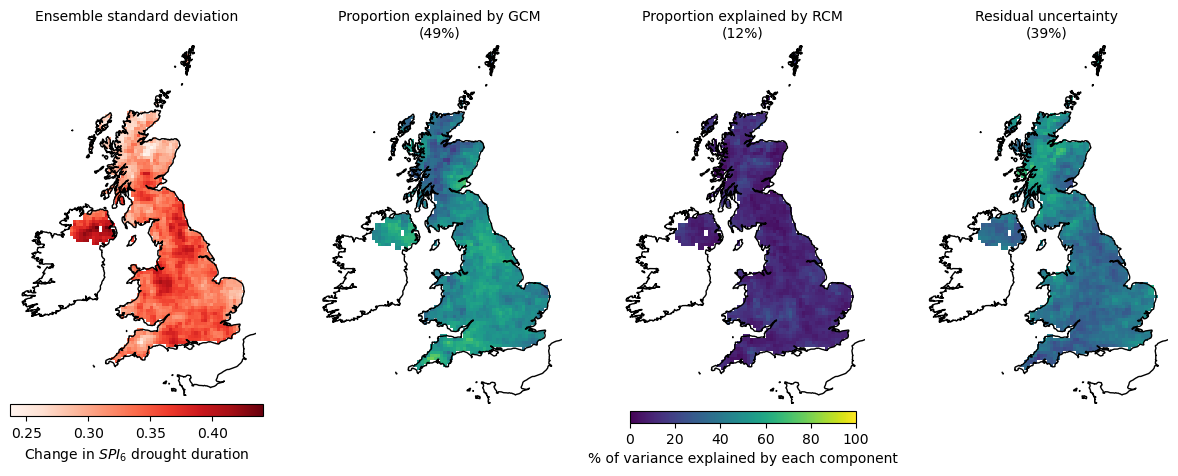 Ensemble standard deviation
Proportion explained by GCM
(49%)
Proportion explained by RCM
(12%)
Residual uncertainty
(39%)
0.25 0.30 0.35 0.40
Change in SPI₆ drought duration
0 20 40 60 80 100
% of variance explained by each component